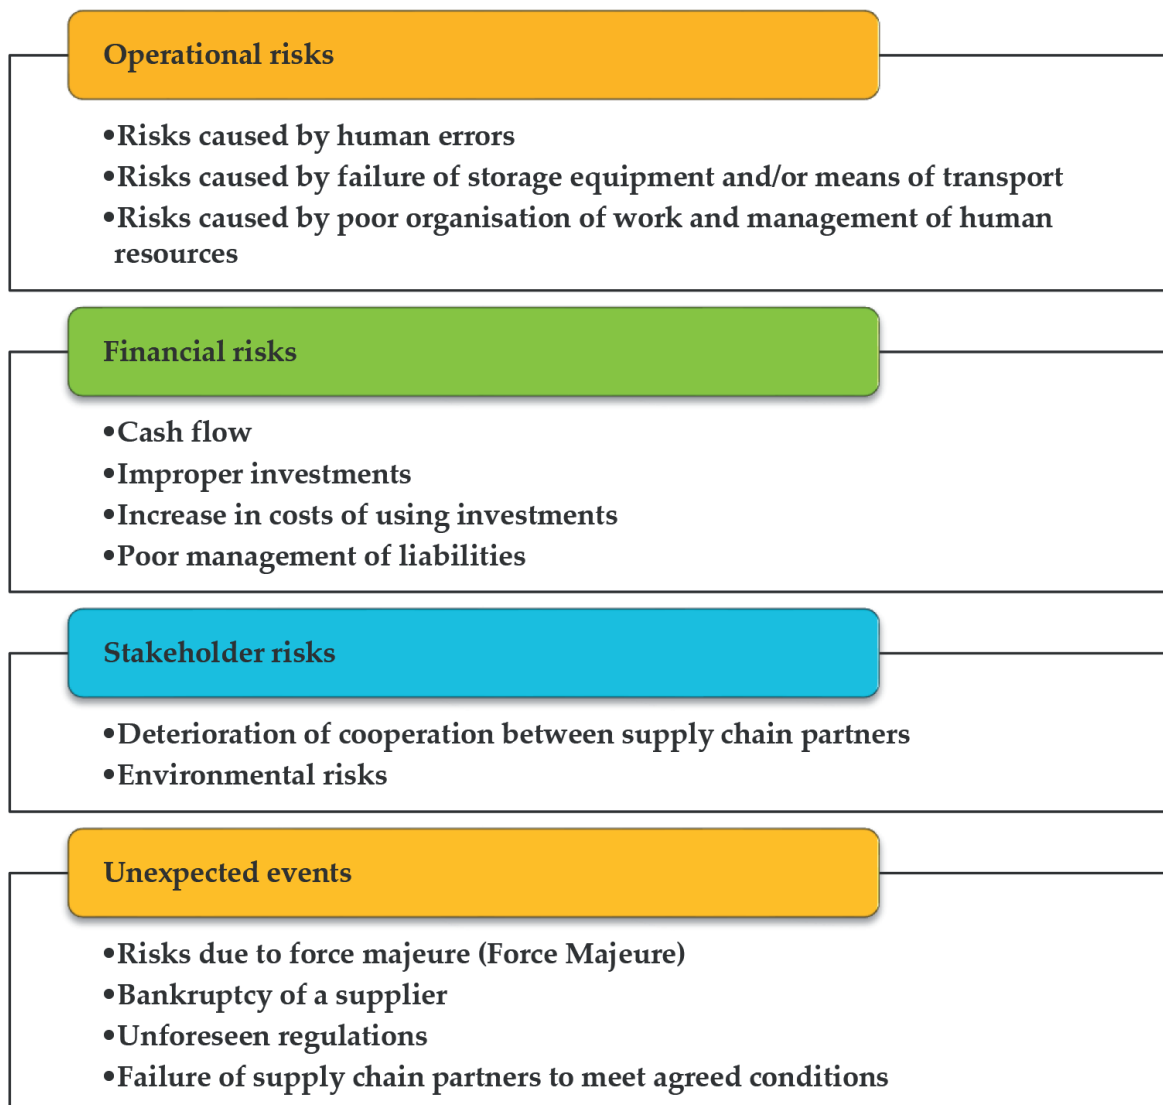 Operational risks
•Risks caused by human errors
•Risks caused by failure of storage equipment and/or means of transport
•Risks caused by poor organisation of work and management of human
resources
Financial risks
•Cash flow
•Improper investments
•Increase in costs of using investments
•Poor management of liabilities
Stakeholder risks
•Deterioration of cooperation between supply chain partners
•Environmental risks
Unexpected events
•Risks due to force majeure (Force Majeure)
•Bankruptcy of a supplier
•Unforeseen regulations
•Failure of supply chain partners to meet agreed conditions